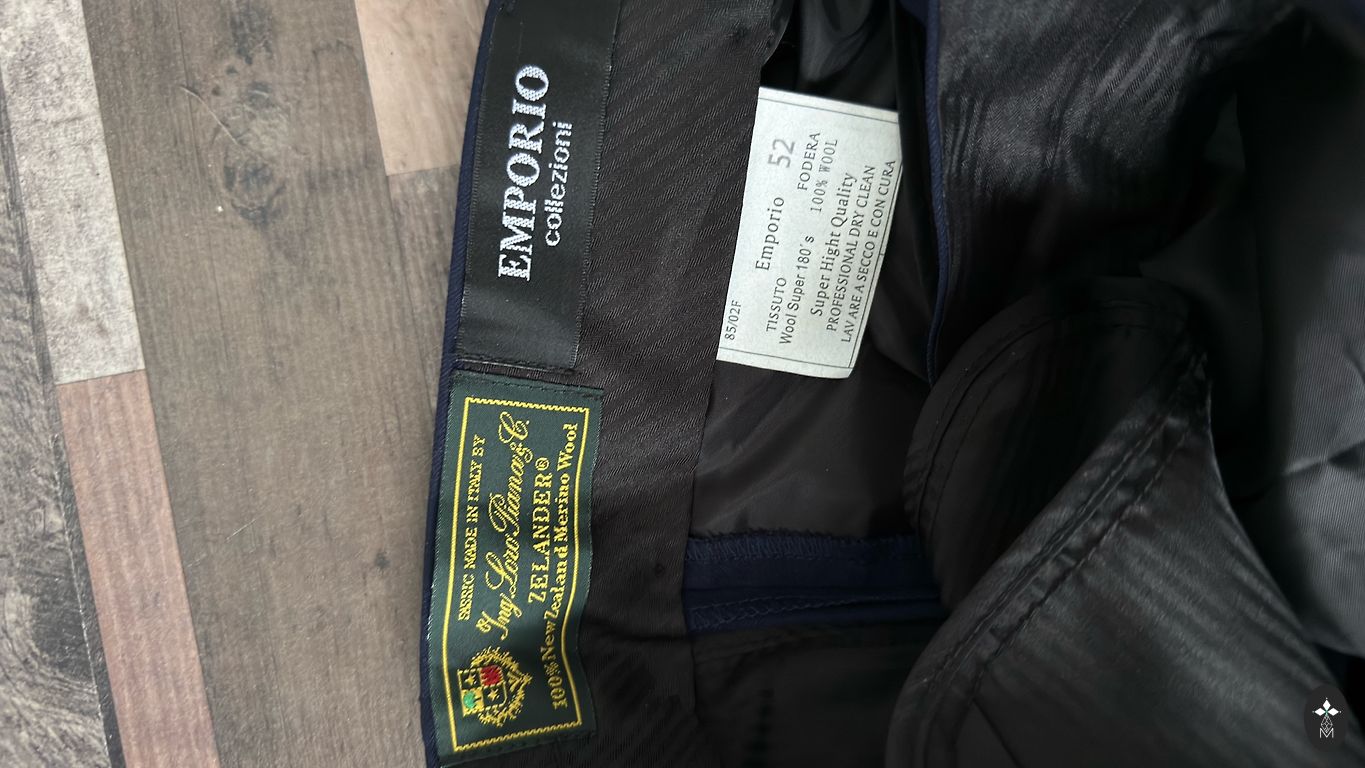 EMPORIO
collezioni
FABRIC MADE IN ITALY BY
Ing. Loro Piana & C.
ZELANDER®
100% New Zealand Merino Wool
85/02F
Emporio 52
TISSUTO FODERA
Wool Super 180's 100% WOOL
Super Hight Quality
PROFESSIONAL DRY CLEAN
LAVARE A SECCO E CON CURA
M